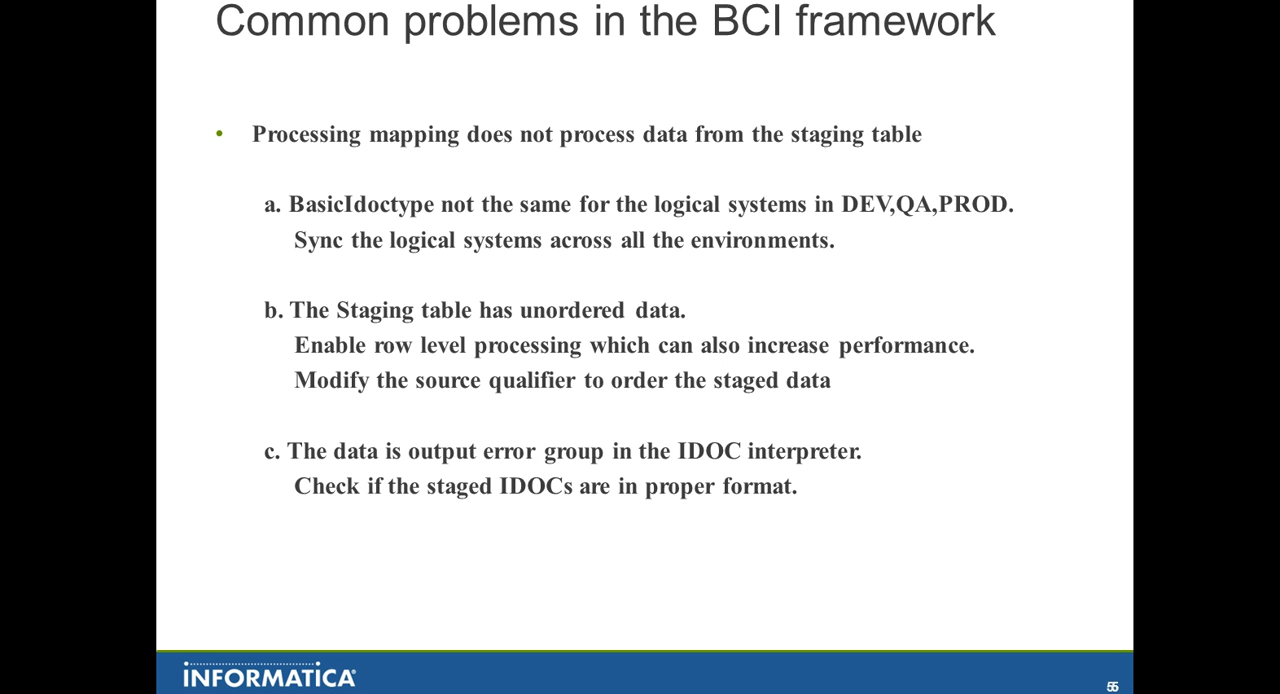 Common problems in the BCI framework
• Processing mapping does not process data from the staging table
a. BasicIdoctype not the same for the logical systems in DEV,QA,PROD.
Sync the logical systems across all the environments.
b. The Staging table has unordered data.
Enable row level processing which can also increase performance.
Modify the source qualifier to order the staged data
c. The data is output error group in the IDOC interpreter.
Check if the staged IDOCs are in proper format.
INFORMATICA